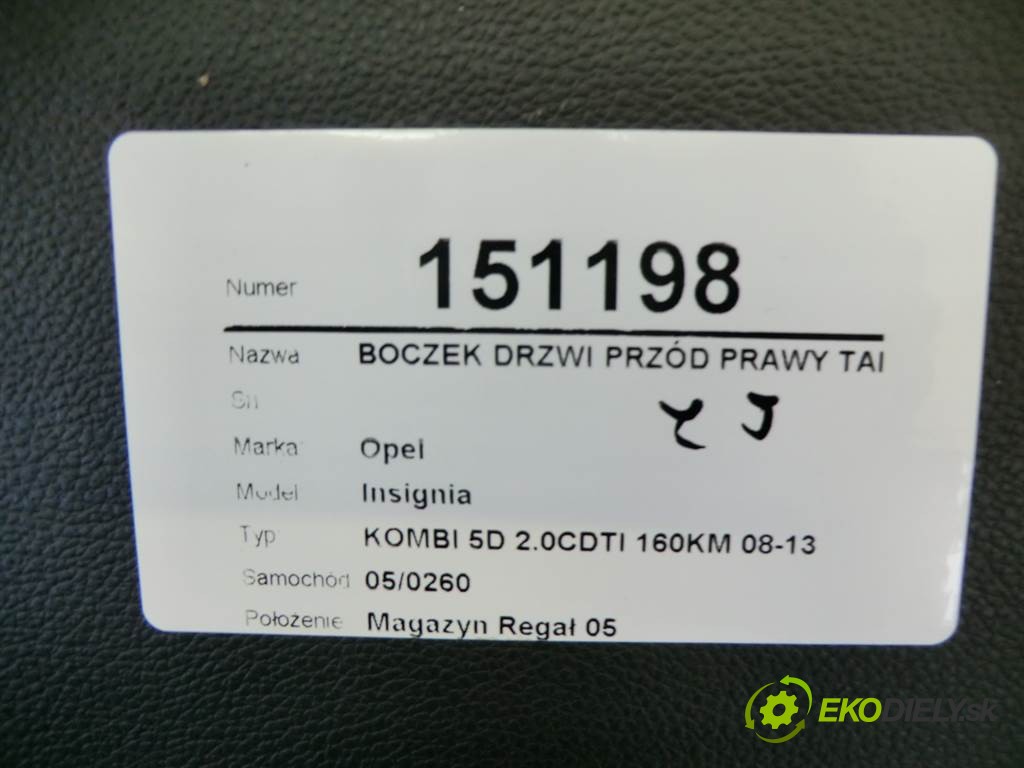 Numer 151198
Nazwa BOCZEK DRZWI PRZÓD PRAWY TAI
Sn
Marka Opel
Model Insignia
Typ KOMBI 5D 2.0CDTI 160KM 08-13
Samochód 05/0260
Położenie Magazyn Regał 05
EKODIELY.sk